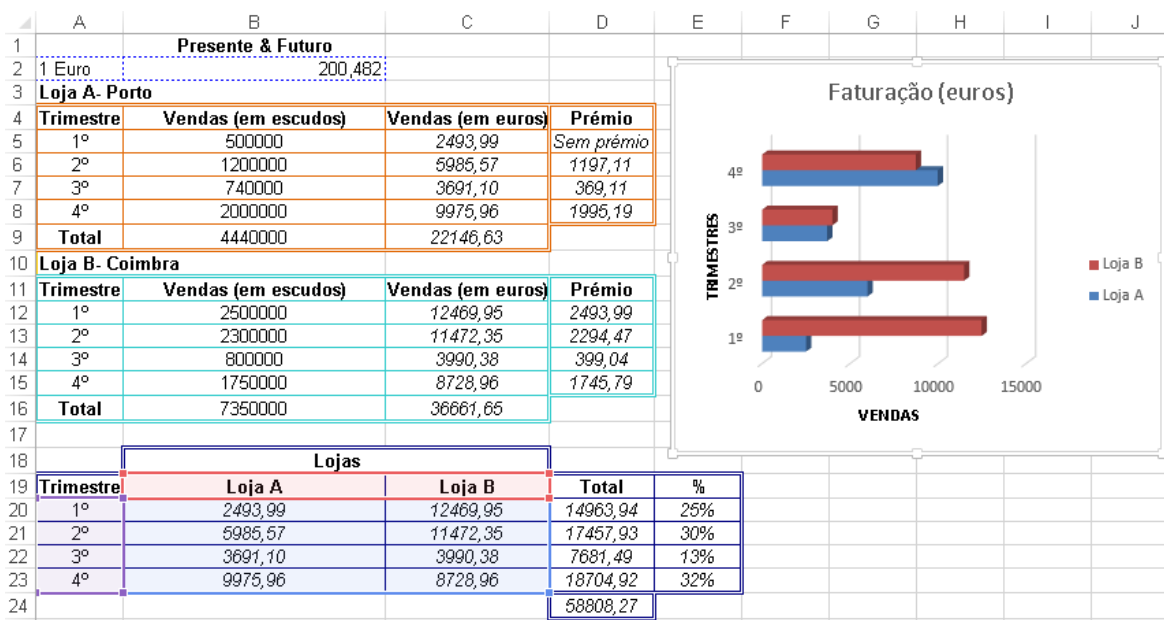 A B C D E F G H I J
1 Presente & Futuro
2 1 Euro 200,482
3 Loja A- Porto
4 Trimestre Vendas (em escudos) Vendas (em euros) Prémio
5 1º 500000 2493,99 Sem prémio
6 2º 1200000 5985,57 1197,11
7 3º 740000 3691,10 369,11
8 4º 2000000 9975,96 1995,19
9 Total 4440000 22146,63
10 Loja B- Coimbra
11 Trimestre Vendas (em escudos) Vendas (em euros) Prémio
12 1º 2500000 12469,95 2493,99
13 2º 2300000 11472,35 2294,47
14 3º 800000 3990,38 399,04
15 4º 1750000 8728,96 1745,79
16 Total 7350000 36661,65
17
18 Lojas
19 Trimestre Loja A Loja B Total %
20 1º 2493,99 12469,95 14963,94 25%
21 2º 5985,57 11472,35 17457,93 30%
22 3º 3691,10 3990,38 7681,49 13%
23 4º 9975,96 8728,96 18704,92 32%
24 58808,27
Faturação (euros)
TRIMESTRES
4º
3º
2º
1º
0 5000 10000 15000
VENDAS
Loja B
Loja A